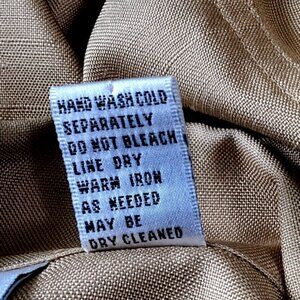 HAND WASH COLD
SEPARATELY
DO NOT BLEACH
LINE DRY
WARM IRON
AS NEEDED
MAY BE
DRY CLEANED